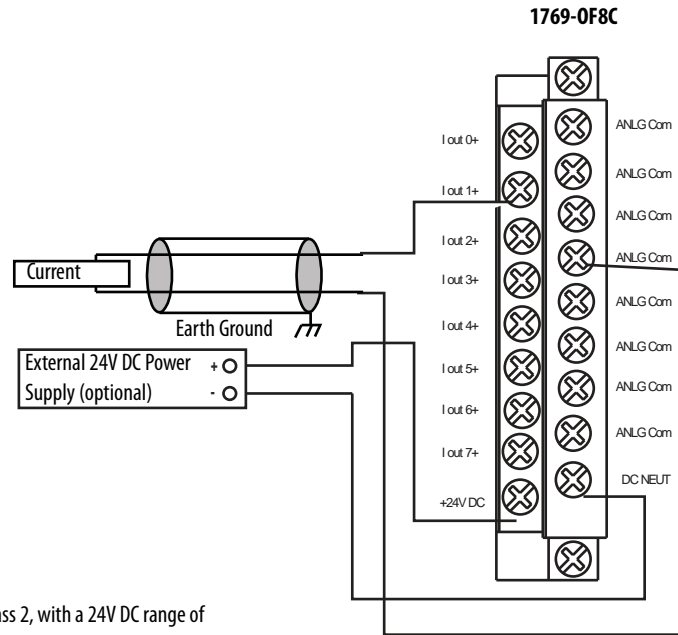 1769-OF8C
I out 0+
I out 1+
I out 2+
I out 3+
I out 4+
I out 5+
I out 6+
I out 7+
+24V DC
ANLG Com
ANLG Com
ANLG Com
ANLG Com
ANLG Com
ANLG Com
ANLG Com
ANLG Com
DC NEUT
Current
Earth Ground
External 24V DC Power +
Supply (optional) -
2, with a 24V DC range of